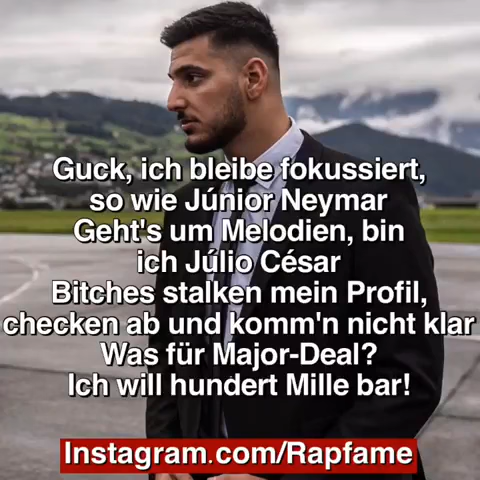 Guck, ich bleibe fokussiert,
so wie Júnior Neymar
Geht's um Melodien, bin
ich Júlio César
Bitches stalken mein Profil,
checken ab und komm'n nicht klar
Was für Major-Deal?
Ich will hundert Mille bar!
Instagram.com/Rapfame